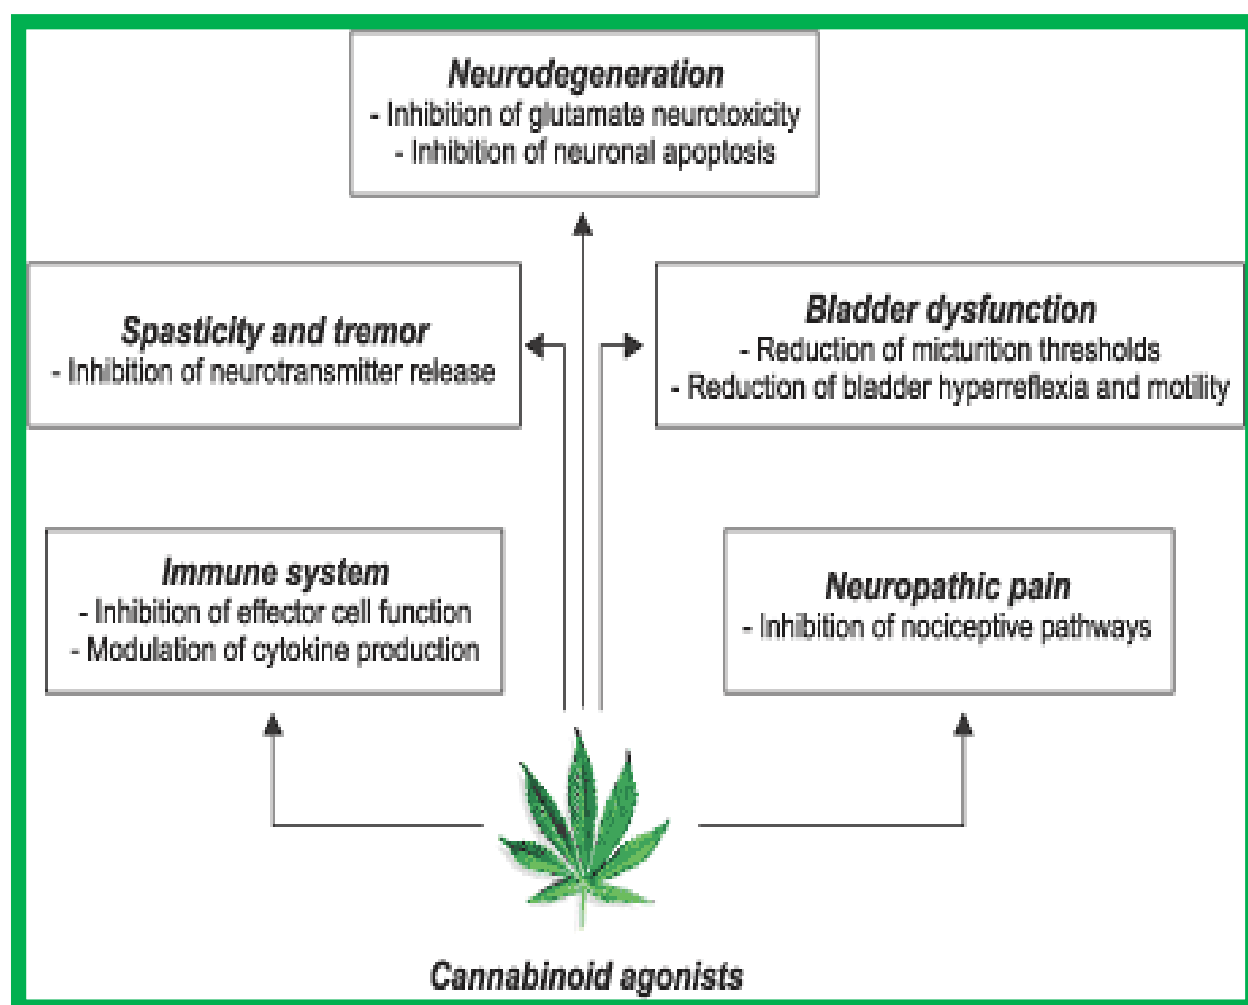 Neurodegeneration
- Inhibition of glutamate neurotoxicity
- Inhibition of neuronal apoptosis
Spasticity and tremor
- Inhibition of neurotransmitter release
Bladder dysfunction
- Reduction of micturition thresholds
- Reduction of bladder hyperreflexia and motility
Immune system
- Inhibition of effector cell function
- Modulation of cytokine production
Neuropathic pain
- Inhibition of nociceptive pathways
Cannabinoid agonists